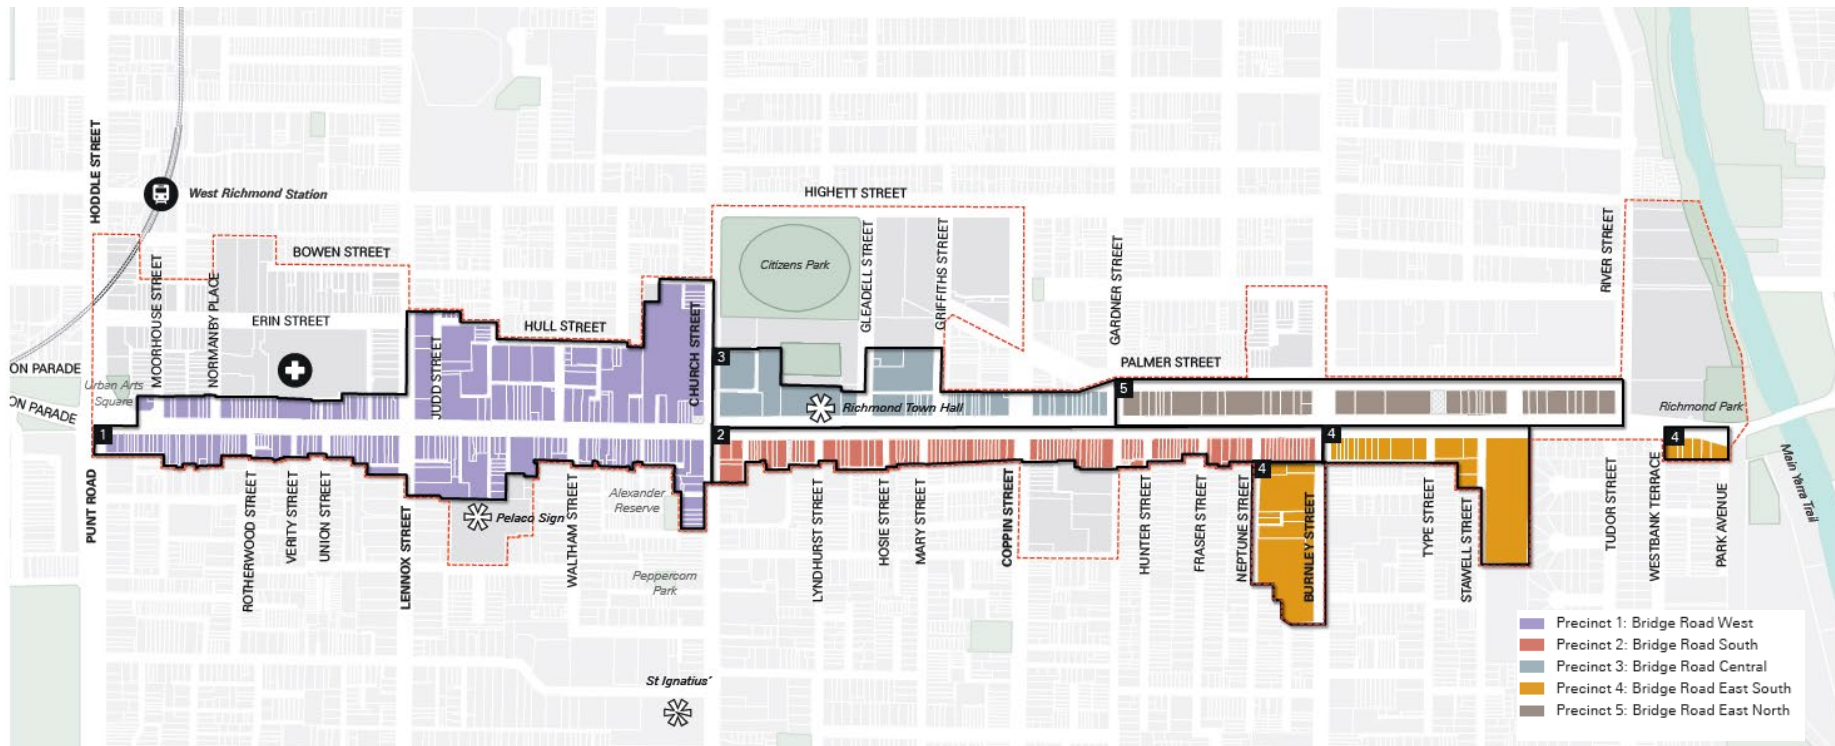 HODDLE STREET
West Richmond Station
HIGHETT STREET
BOWEN STREET
MOORHOUSE STREET
NORMANBY PLACE
ERIN STREET
HULL STREET
JUDD STREET
CHURCH STREET
Citizens Park
GLEADELL STREET
GRIFFITHS STREET
GARDNER STREET
RIVER STREET
PALMER STREET
ON PARADE
ON PARADE
Urban Arts
Square
3
5
Richmond Town Hall
Richmond Park
1
2
4
4
4
PUNT ROAD
ROTHERWOOD STREET
VERITY STREET
UNION STREET
LENNOX STREET
Pelaco Sign
WALTHAM STREET
Alexander
Reserve
Peppercorn
Park
LYNDHURST STREET
HOSIE STREET
MARY STREET
COPPIN STREET
HUNTER STREET
FRASER STREET
NEPTUNE STREET
BURNLEY STREET
TYPE STREET
STAWELL STREET
TUDOR STREET
WESTBANK TERRACE
PARK AVENUE
Main Yarra Trail
St Ignatius'
Precinct 1: Bridge Road West
Precinct 2: Bridge Road South
Precinct 3: Bridge Road Central
Precinct 4: Bridge Road East South
Precinct 5: Bridge Road East North